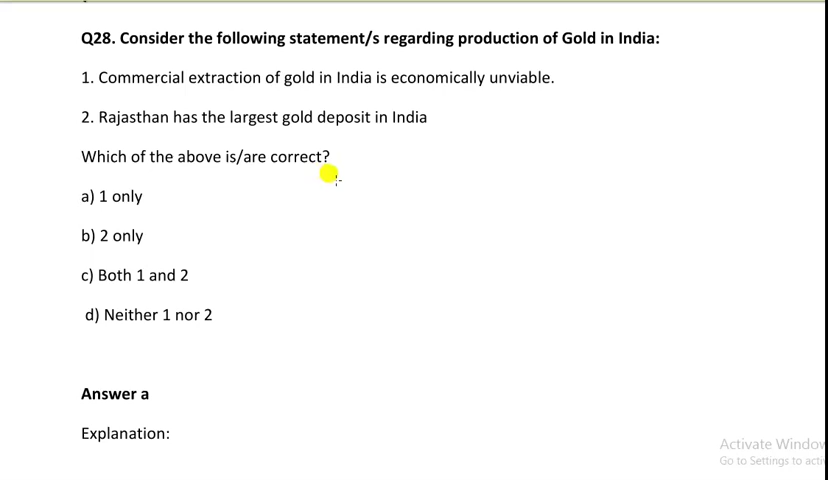 Q28. Consider the following statement/s regarding production of Gold in India:
1. Commercial extraction of gold in India is economically unviable.
2. Rajasthan has the largest gold deposit in India
Which of the above is/are correct?
a) 1 only
b) 2 only
c) Both 1 and 2
d) Neither 1 nor 2
Answer a
Explanation:
Activate Window
Go to Settings to acti